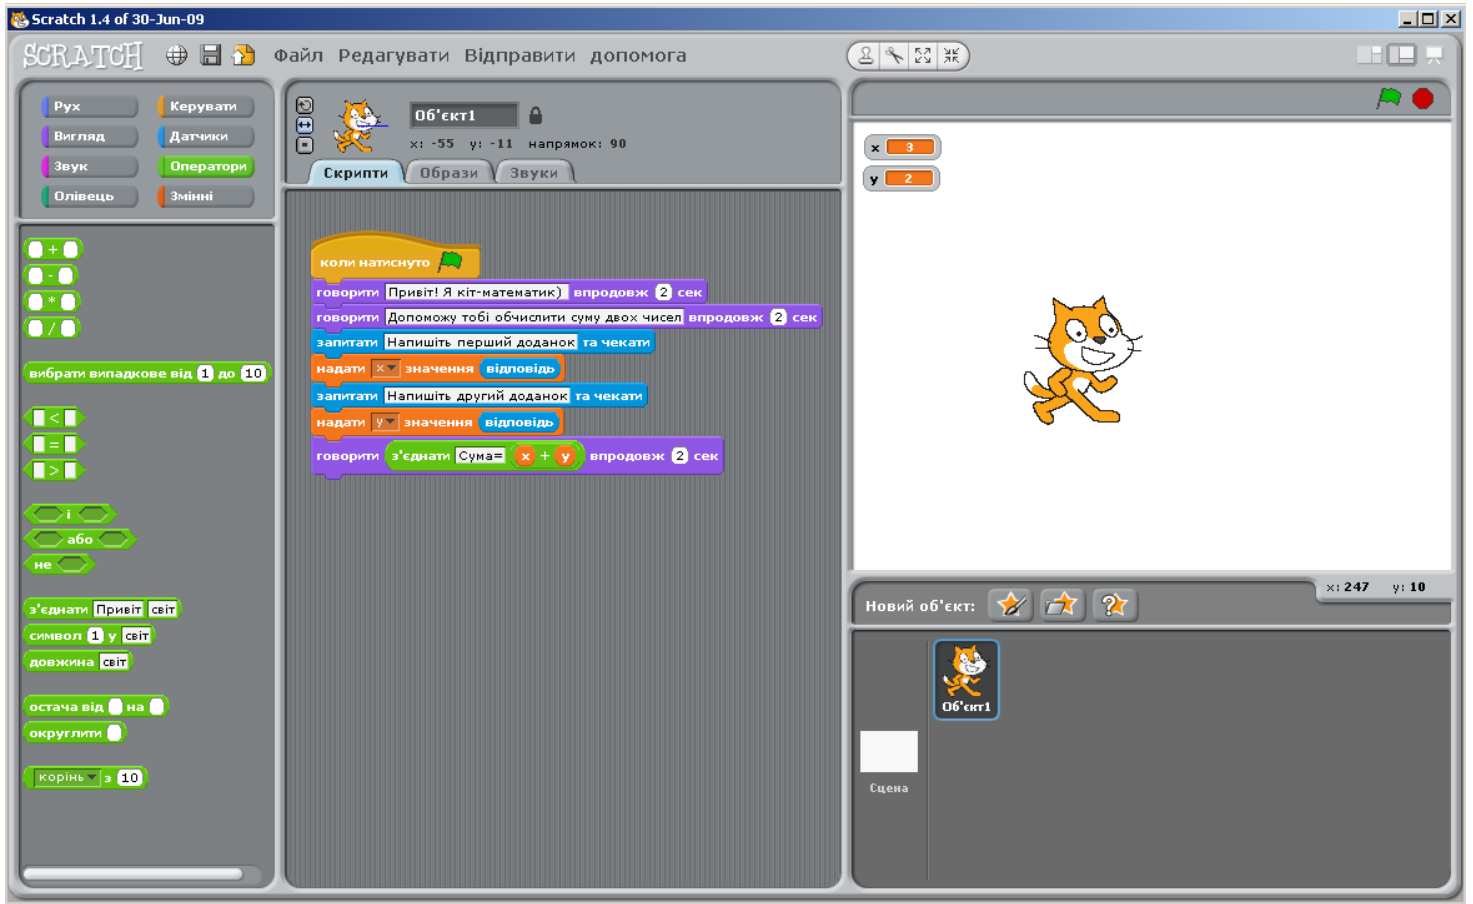 Scratch 1.4 of 30-Jun-09
SCRATCH Файл Редагувати Відправити допомога
Рух Керувати
Вигляд Датчики
Звук Оператори
Олівець Змінні
+
-
*
/
вибрати випадкове від 1 до 10
<
=
>
і
або
не
з'єднати Привіт світ
символ 1 у світ
довжина світ
остача від на
округлити
корінь з 10
Об'єкт1
x: -55 y: -11 напрямок: 90
Скрипти Образи Звуки
коли натиснуто
говорити Привіт! Я кіт-математик) впродовж 2 сек
говорити Допоможу тобі обчислити суму двох чисел впродовж 2 сек
запитати Напишіть перший доданок та чекати
надати x значення відповідь
запитати Напишіть другий доданок та чекати
надати y значення відповідь
говорити з'єднати Сума= x + y впродовж 2 сек
x 3
y 2
x: 247 y: 10
Новий об'єкт:
Об'єкт1
Сцена